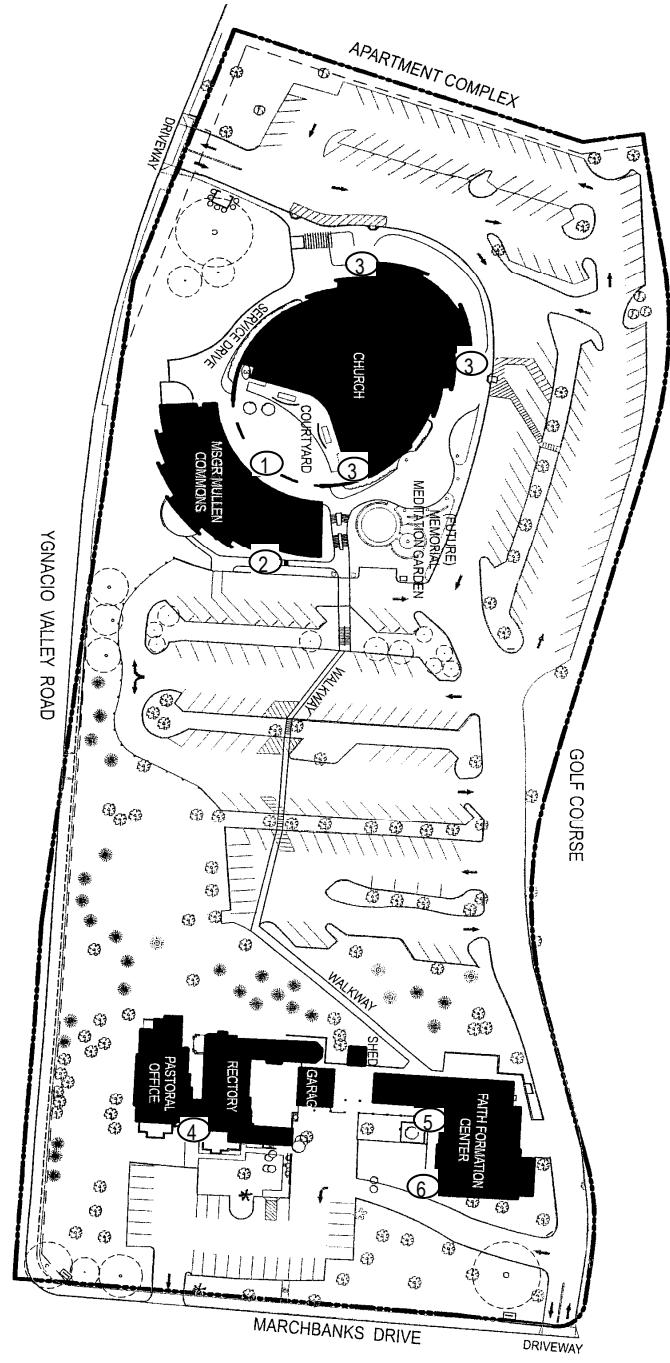 APARTMENT COMPLEX
DRIVEWAY
3
SERVICE DRIVE
CHURCH
3
COURTYARD
1
3
MSGR MULLEN
COMMONS
(FUTURE)
MEMORIAL
MEDITATION GARDEN
2
YGNACIO VALLEY ROAD
WALKWAY
GOLF COURSE
WALKWAY
SHED
PASTORAL
OFFICE
RECTORY
GARAG
FAITH FORMATION
CENTER
4
5
6
MARCHBANKS DRIVE
DRIVEWAY